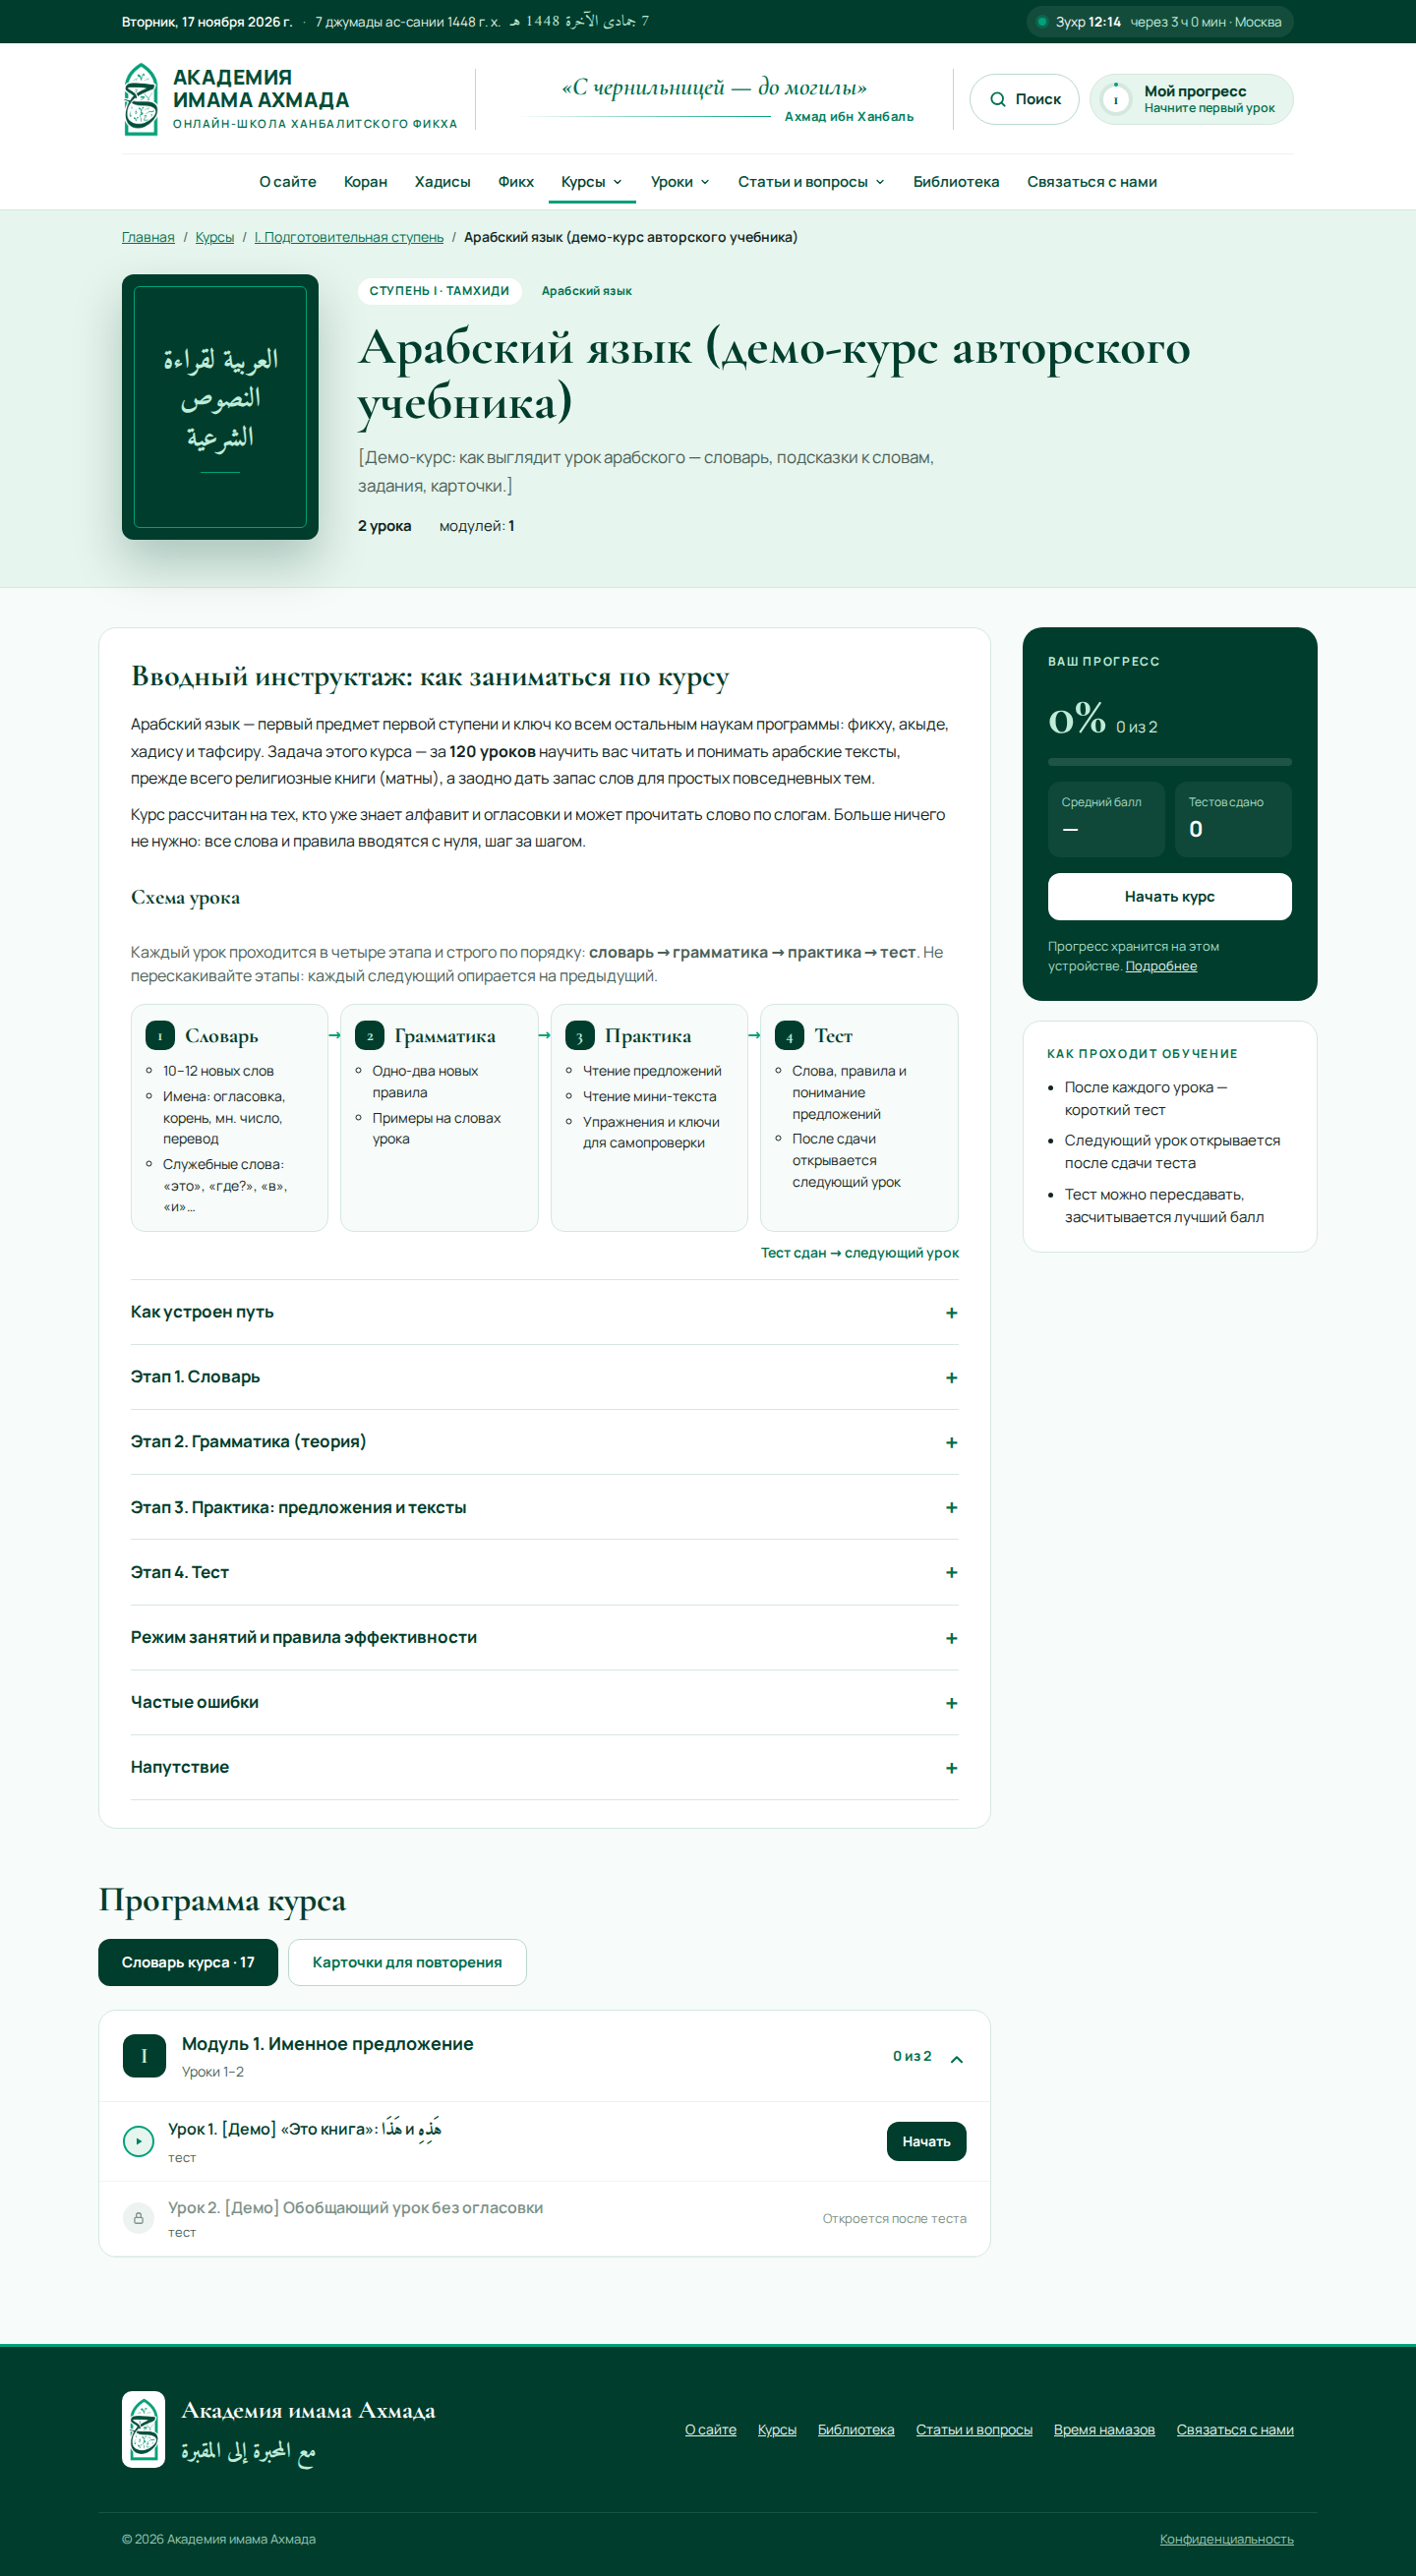 Вторник, 17 ноября 2026 г. · 7 джумады ас-сани 1448 г. х. 7 جمادى الآخرة 1448 هـ
Зухр 12:14 через 3 ч 0 мин · Москва
АКАДЕМИЯ
ИМАМА АХМАДА
ОНЛАЙН-ШКОЛА ХАНБАЛИТСКОГО ФИКХА
«С чернильницей — до могилы»
Ахмад ибн Ханбаль
Поиск
1
Мой прогресс
Начните первый урок
О сайте Коран Хадисы Фикх Курсы Уроки Статьи и вопросы Библиотека Связаться с нами
Главная / Курсы / I. Подготовительная ступень / Арабский язык (демо-курс авторского учебника)
العربية لقراءة
النصوص
الشرعية
СТУПЕНЬ I · ТАМХИДИ Арабский язык
Арабский язык (демо-курс авторского
учебника)
[Демо-курс: как выглядит урок арабского — словарь, подсказки к словам,
задания, карточки.]
2 урока модулей: 1
Вводный инструктаж: как заниматься по курсу
Арабский язык — первый предмет первой ступени и ключ ко всем остальным наукам программы: фикху, акыде,
хадису и тафсиру. Задача этого курса — за 120 уроков научить вас читать и понимать арабские тексты,
прежде всего религиозные книги (матны), а заодно дать запас слов для простых повседневных тем.
Курс рассчитан на тех, кто уже знает алфавит и огласовки и может прочитать слово по слогам. Больше ничего
не нужно: все слова и правила вводятся с нуля, шаг за шагом.
Схема урока
Каждый урок проходится в четыре этапа и строго по порядку: словарь → грамматика → практика → тест. Не
перескакивайте этапы: каждый следующий опирается на предыдущий.
1 Словарь
10–12 новых слов
Имена: огласовка,
корень, мн. число,
перевод
Служебные слова:
«это», «где?», «в»,
«и»…
→
2 Грамматика
Одно-два новых
правила
Примеры на словах
урока
→
3 Практика
Чтение предложений
Чтение мини-текста
Упражнения и ключи
для самопроверки
→
4 Тест
Слова, правила и
понимание
предложений
После сдачи
открывается
следующий урок
Тест сдан → следующий урок
Как устроен путь +
Этап 1. Словарь +
Этап 2. Грамматика (теория) +
Этап 3. Практика: предложения и тексты +
Этап 4. Тест +
Режим занятий и правила эффективности +
Частые ошибки +
Напутствие +
ВАШ ПРОГРЕСС
0% 0 из 2
Средний балл
—
Тестов сдано
0
Начать курс
Прогресс хранится на этом
устройстве. Подробнее
КАК ПРОХОДИТ ОБУЧЕНИЕ
После каждого урока —
короткий тест
Следующий урок открывается
после сдачи теста
Тест можно пересдавать,
засчитывается лучший балл
Программа курса
Словарь курса · 17
Карточки для повторения
I
Модуль 1. Именное предложение
Уроки 1–2
0 из 2
Урок 1. [Демо] «Это книга»: هَذَا и هَذِهِ
тест
Начать
Урок 2. [Демо] Обобщающий урок без огласовки
тест
Откроется после теста
Академия имама Ахмада
مع المحبرة إلى المقبرة
О сайте Курсы Библиотека Статьи и вопросы Время намазов Связаться с нами
© 2026 Академия имама Ахмада
Конфиденциальность